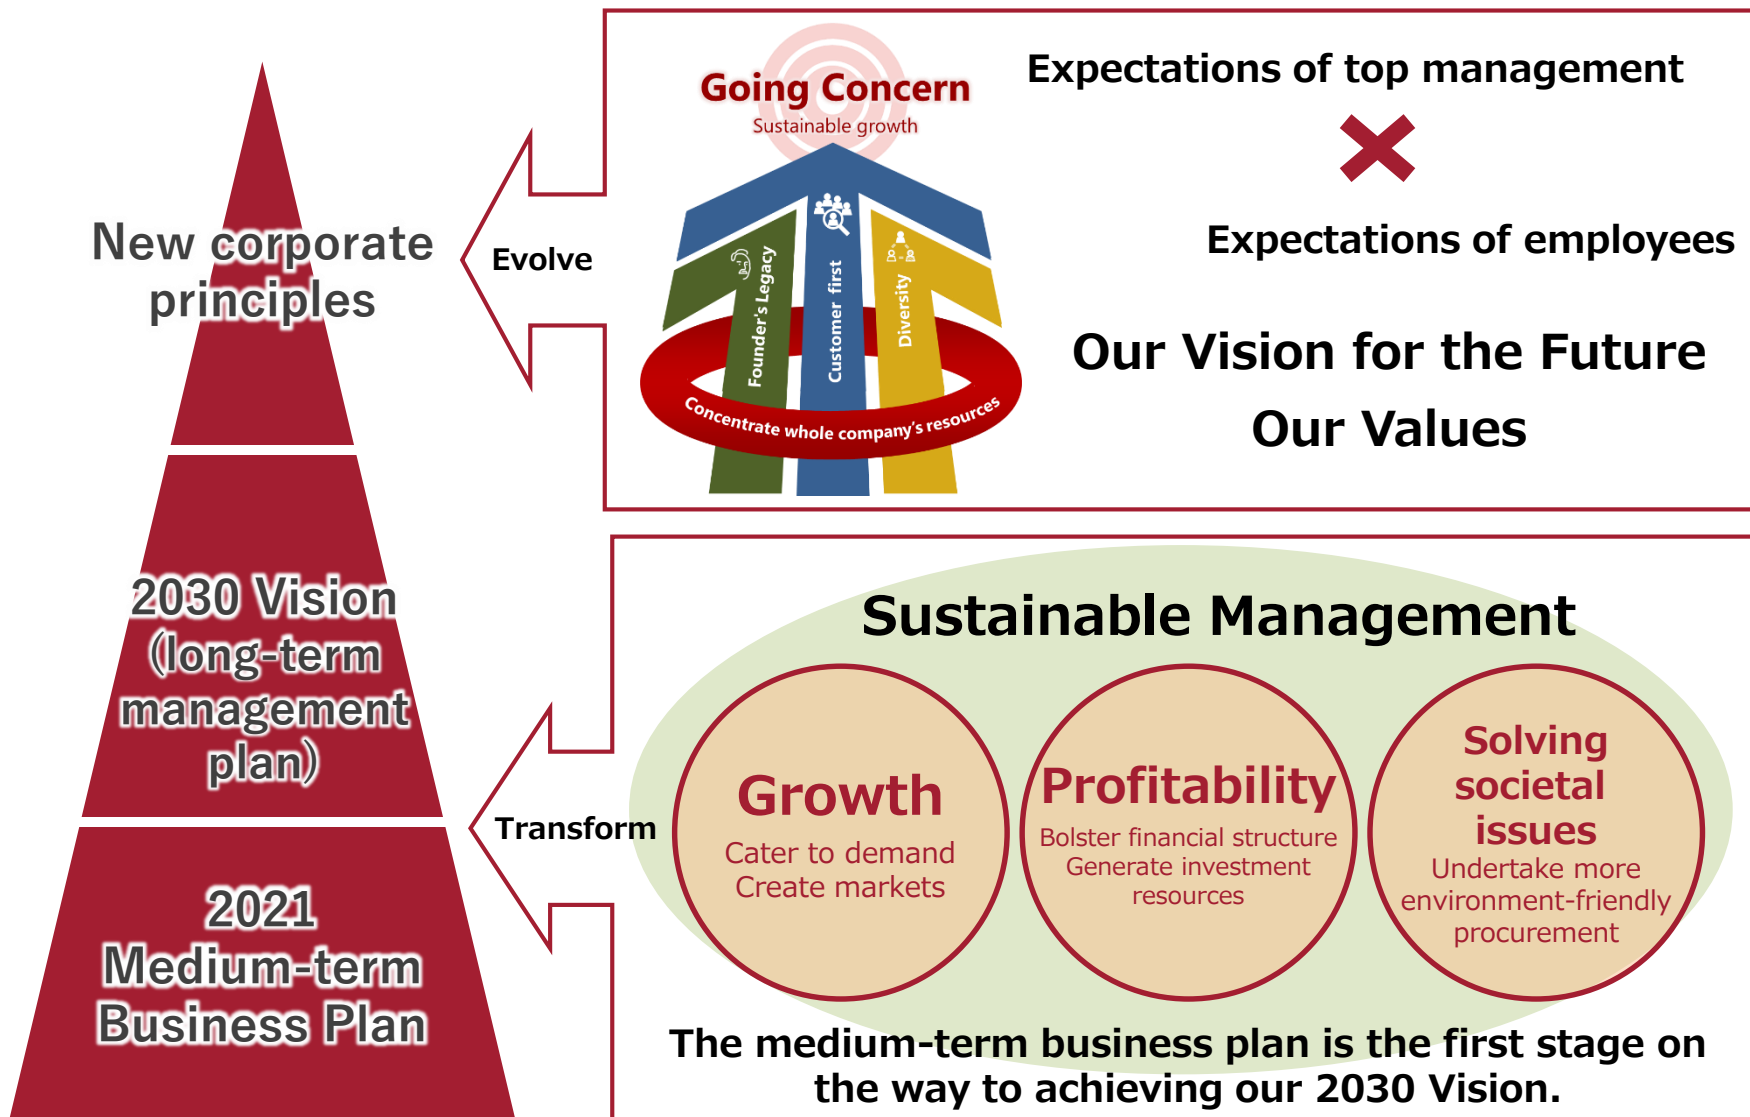 New corporate
principles
2030 Vision
(long-term
management
plan)
2021
Medium-term
Business Plan
Evolve
Going Concern
Sustainable growth
Founder's Legacy
Customer first
Diversity
Concentrate whole company's resources
Expectations of top management
Expectations of employees
Our Vision for the Future
Our Values
Transform
Sustainable Management
Growth
Cater to demand
Create markets
Profitability
Bolster financial structure
Generate investment
resources
Solving
societal
issues
Undertake more
environment-friendly
procurement
The medium-term business plan is the first stage on
the way to achieving our 2030 Vision.